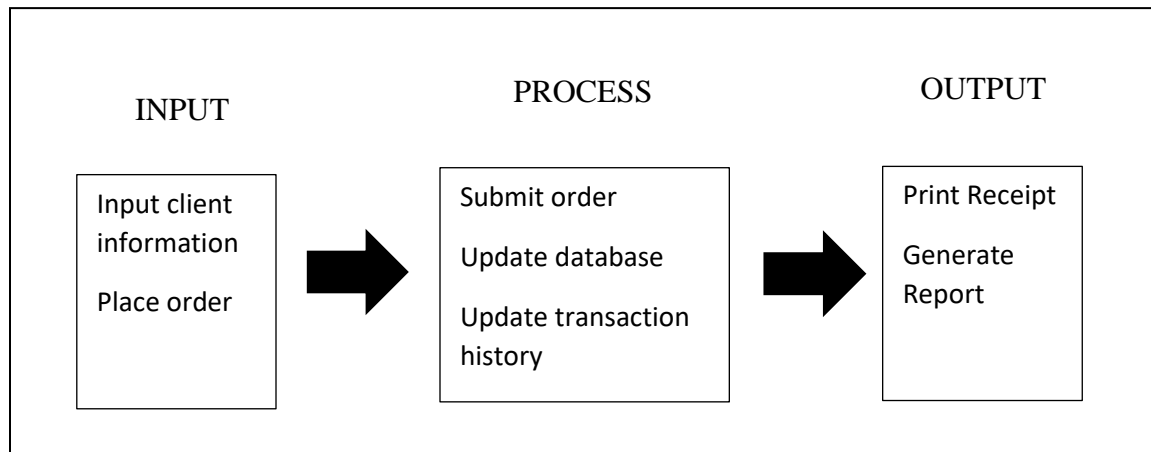 INPUT
PROCESS
OUTPUT
Input client
information
Place order
Submit order
Update database
Update transaction
history
Print Receipt
Generate
Report